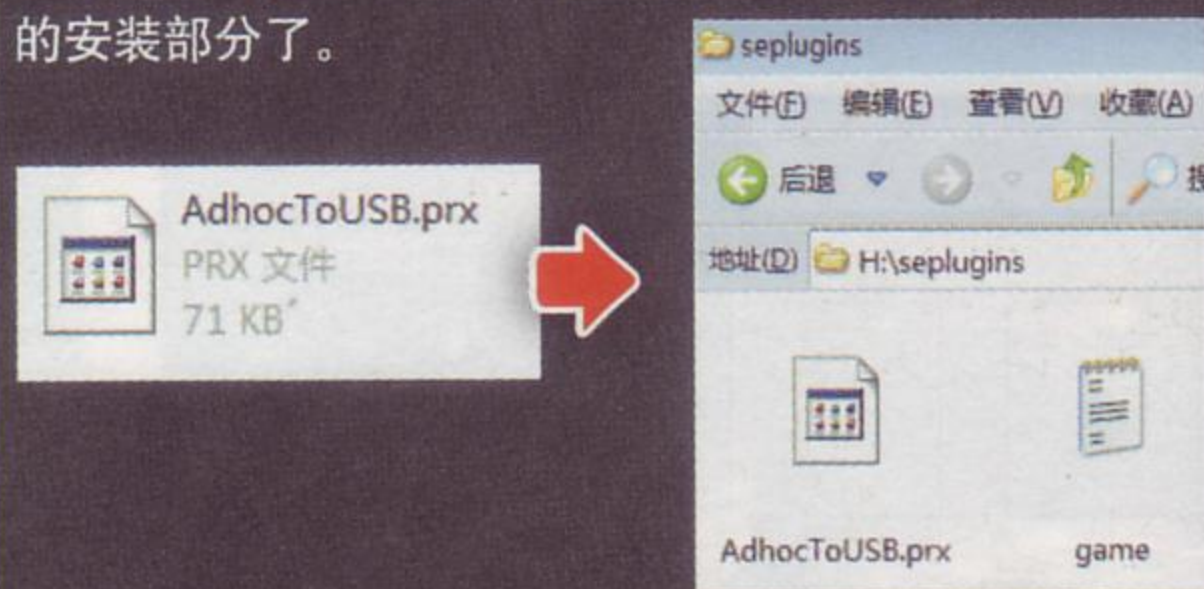 的安装部分了。
AdhocToUSB.prx
PRX 文件
71 KB
seplugins
文件(F) 编辑(E) 查看(V) 收藏(A)
后退
地址(D) H:\seplugins
AdhocToUSB.prx game